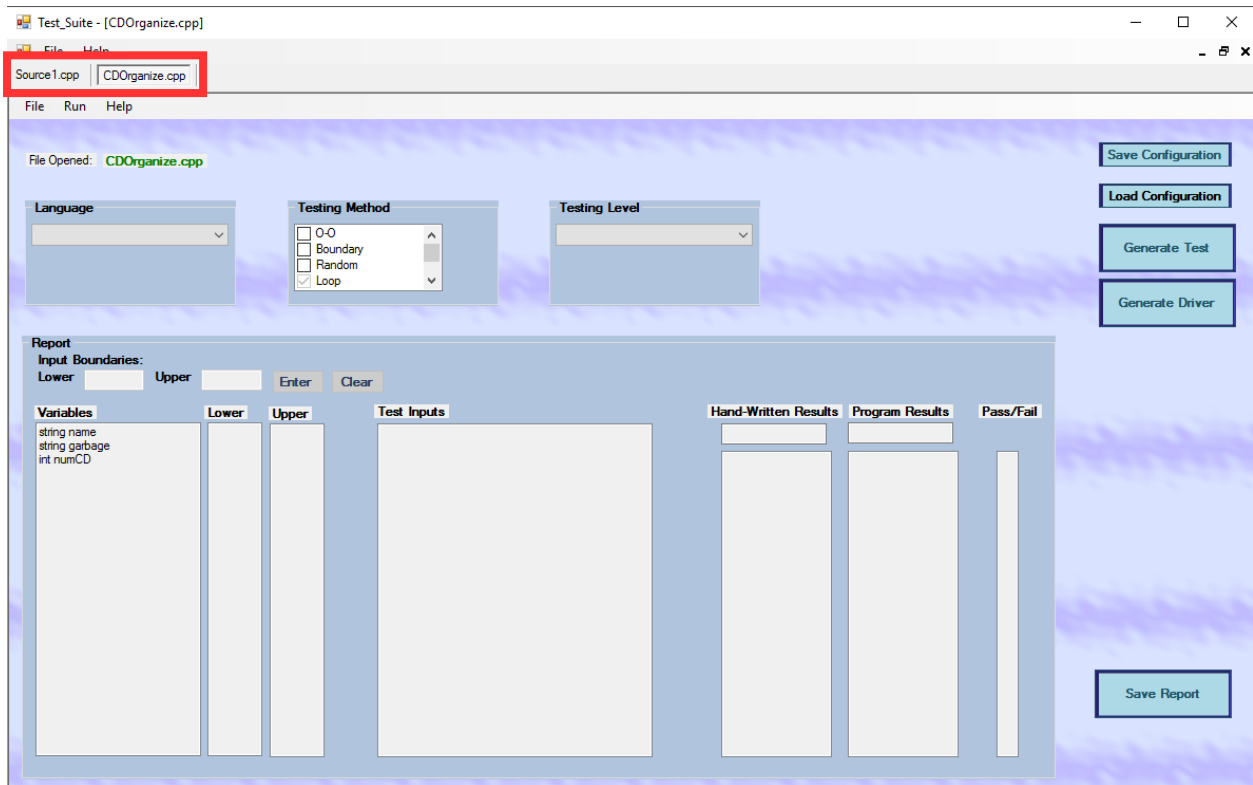 Test_Suite - [CDOrganize.cpp]
File Help
Source1.cpp CDOrganize.cpp
File Run Help
File Opened: CDOrganize.cpp
Save Configuration
Load Configuration
Language Testing Method Testing Level
O-O
Boundary
Random
Loop
Generate Test
Generate Driver
Report
Input Boundaries:
Lower Upper Enter Clear
Variables Lower Upper Test Inputs Hand-Written Results Program Results Pass/Fail
string name
string garbage
int numCD
Save Report